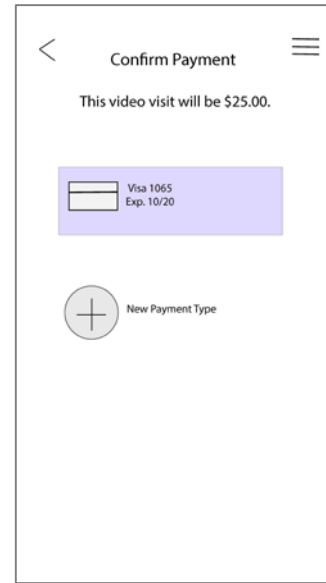 Confirm Payment
This video visit will be $25.00.
Visa 1065
Exp. 10/20
New Payment Type